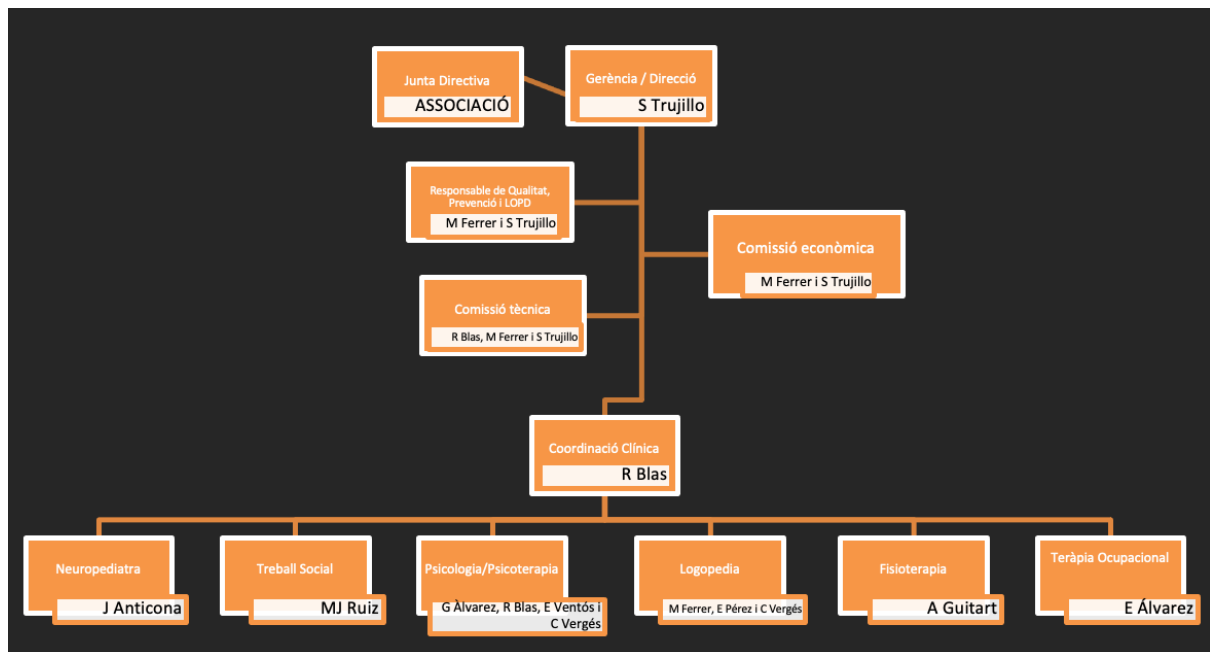 Junta Directiva
ASSOCIACIÓ
Gerència / Direcció
S Trujillo
Responsable de Qualitat,
Prevenció i LOPD
M Ferrer i S Trujillo
Comissió econòmica
M Ferrer i S Trujillo
Comissió tècnica
R Blas, M Ferrer i S Trujillo
Coordinació Clínica
R Blas
Neuropediatra
J Anticona
Treball Social
MJ Ruiz
Psicologia/Psicoterapia
G Àlvarez, R Blas, E Ventós i
C Vergés
Logopedia
M Ferrer, E Pérez i C Vergés
Fisioterapia
A Guitart
Teràpia Ocupacional
E Álvarez